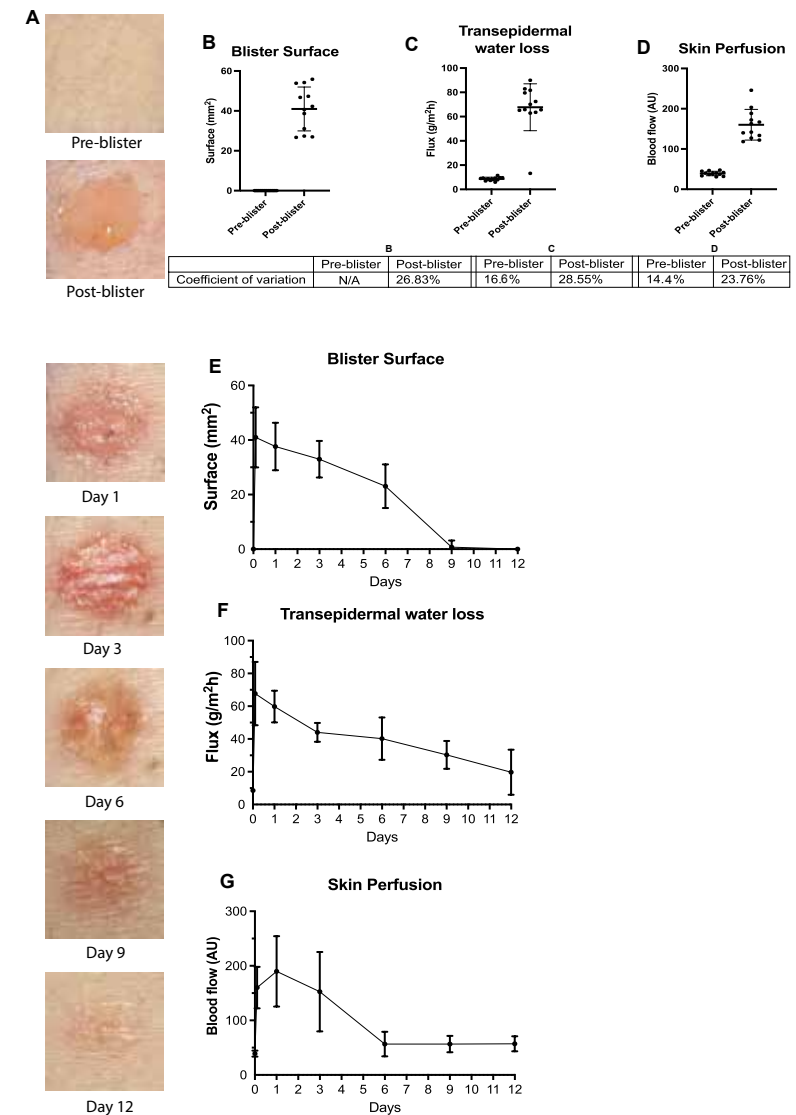 A
Pre-blister
Post-blister
B
Blister Surface
Surface (mm²)
60
40
20
0
Pre-blister
Post-blister
C
Transepidermal
water loss
Flux (g/m²h)
100
80
60
40
20
0
Pre-blister
Post-blister
D
Skin Perfusion
Blood flow (AU)
300
200
100
0
Pre-blister
Post-blister
B C D
Pre-blister Post-blister Pre-blister Post-blister Pre-blister Post-blister
Coefficient of variation N/A 26.83% 16.6% 28.55% 14.4% 23.76%
Day 1
Day 3
Day 6
Day 9
Day 12
E
Blister Surface
Surface (mm²)
60
40
20
0
0 1 2 3 4 5 6 7 8 9 10 11 12
Days
F
Transepidermal water loss
Flux (g/m²h)
100
80
60
40
20
0
0 1 2 3 4 5 6 7 8 9 10 11 12
Days
G
Skin Perfusion
Blood flow (AU)
300
200
100
0
0 1 2 3 4 5 6 7 8 9 10 11 12
Days